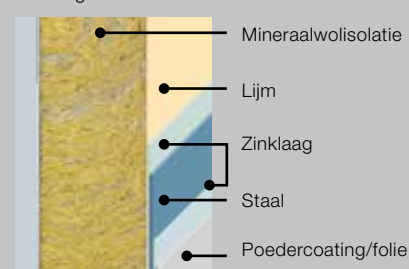 Mineraalwolisolatie
Lijm
Zinklaag
Staal
Poedercoating/folie